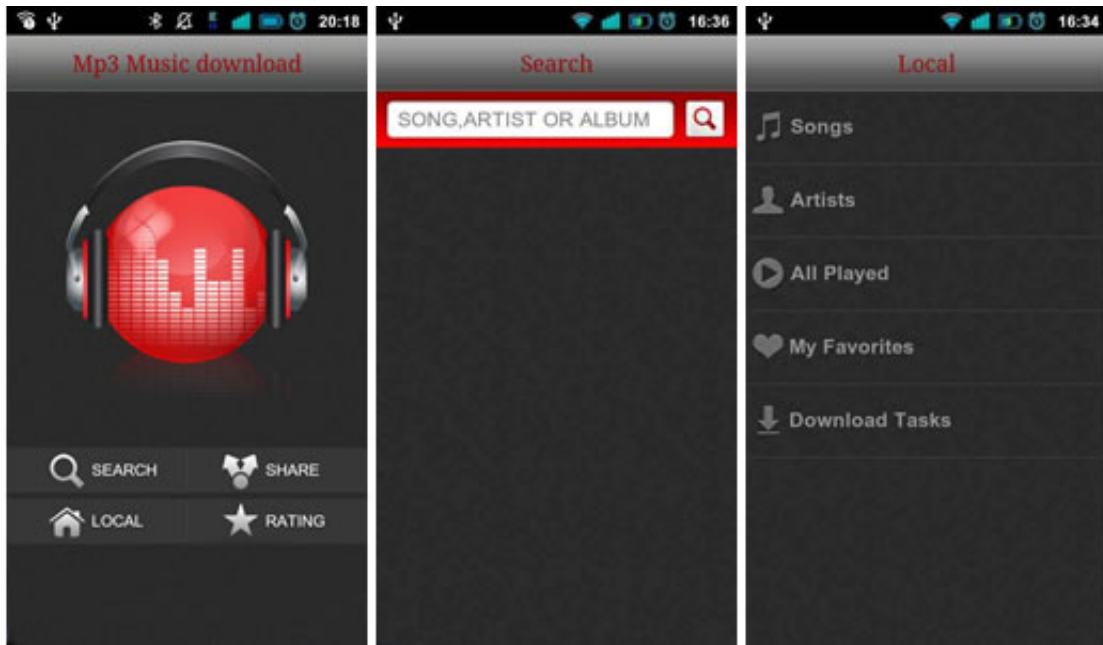 20:18
Mp3 Music download
SEARCH
SHARE
LOCAL
RATING
16:36
Search
SONG,ARTIST OR ALBUM
16:34
Local
Songs
Artists
All Played
My Favorites
Download Tasks